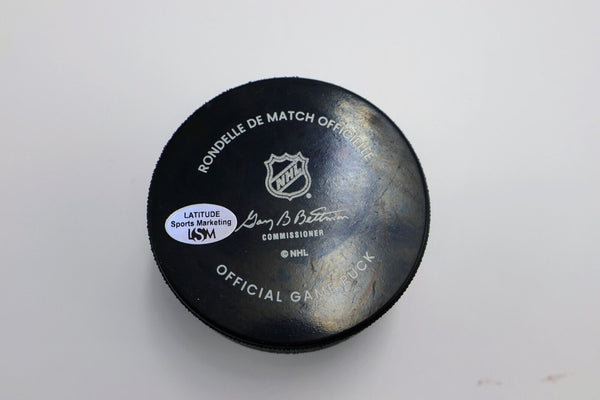 RONDELLE DE MATCH OFFICIELLE
NHL
Gary B Bettman
COMMISSIONER
© NHL
OFFICIAL GAME PUCK
LATITUDE
Sports Marketing
LSM